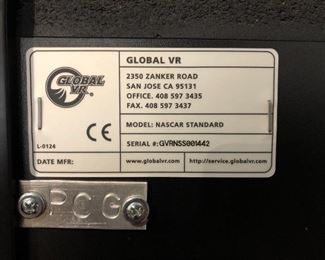 GLOBAL VR
GLOBAL VR
2350 ZANKER ROAD
SAN JOSE CA 95131
OFFICE. 408 597 3435
FAX. 408 597 3437
MODEL: NASCAR STANDARD
L-0124
SERIAL #: GVRNSS001442
DATE MFR:
www.globalvr.com
http://service.globalvr.com
PCG